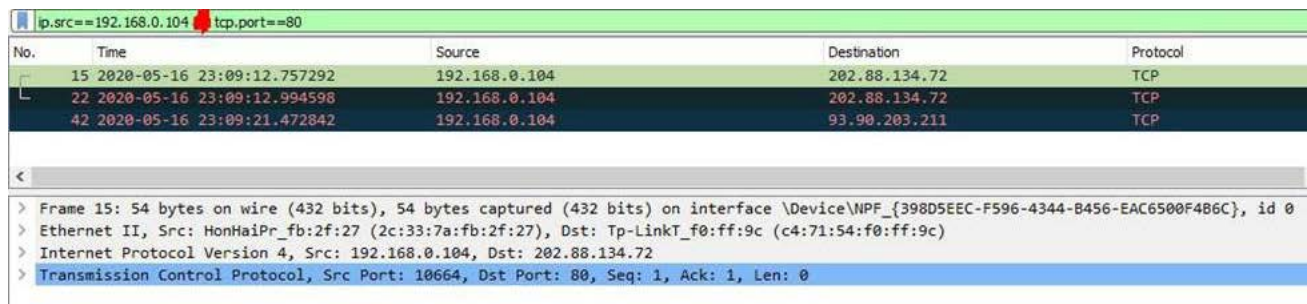 ip.src==192.168.0.104 tcp.port==80
No. Time Source Destination Protocol
15 2020-05-16 23:09:12.757292 192.168.0.104 202.88.134.72 TCP
22 2020-05-16 23:09:12.994598 192.168.0.104 202.88.134.72 TCP
42 2020-05-16 23:09:21.472842 192.168.0.104 93.90.203.211 TCP
Frame 15: 54 bytes on wire (432 bits), 54 bytes captured (432 bits) on interface \Device\NPF_{398D5EEC-F596-4344-B456-EAC6500F4B6C}, id 0
Ethernet II, Src: HonHaiPr_fb:2f:27 (2c:33:7a:fb:2f:27), Dst: Tp-LinkT_f0:ff:9c (c4:71:54:f0:ff:9c)
Internet Protocol Version 4, Src: 192.168.0.104, Dst: 202.88.134.72
Transmission Control Protocol, Src Port: 10664, Dst Port: 80, Seq: 1, Ack: 1, Len: 0